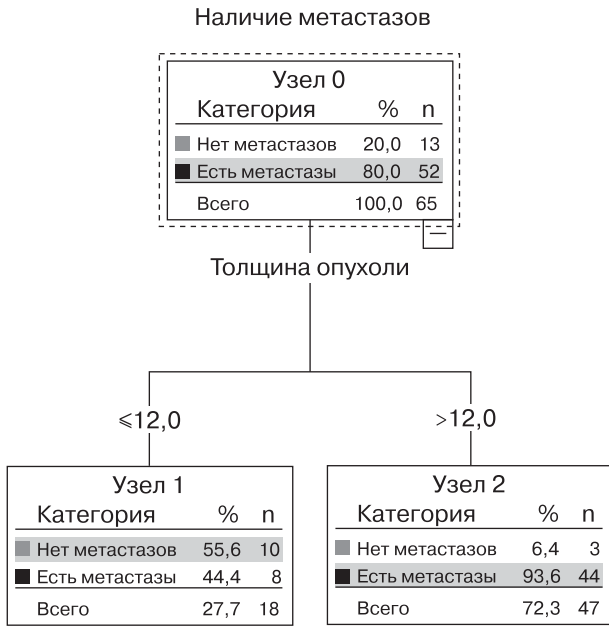 Наличие метастазов
Узел 0
Категория % n
Нет метастазов 20,0 13
Есть метастазы 80,0 52
Всего 100,0 65
Толщина опухоли
⩽12,0
>12,0
Узел 1
Категория % n
Нет метастазов 55,6 10
Есть метастазы 44,4 8
Всего 27,7 18
Узел 2
Категория % n
Нет метастазов 6,4 3
Есть метастазы 93,6 44
Всего 72,3 47